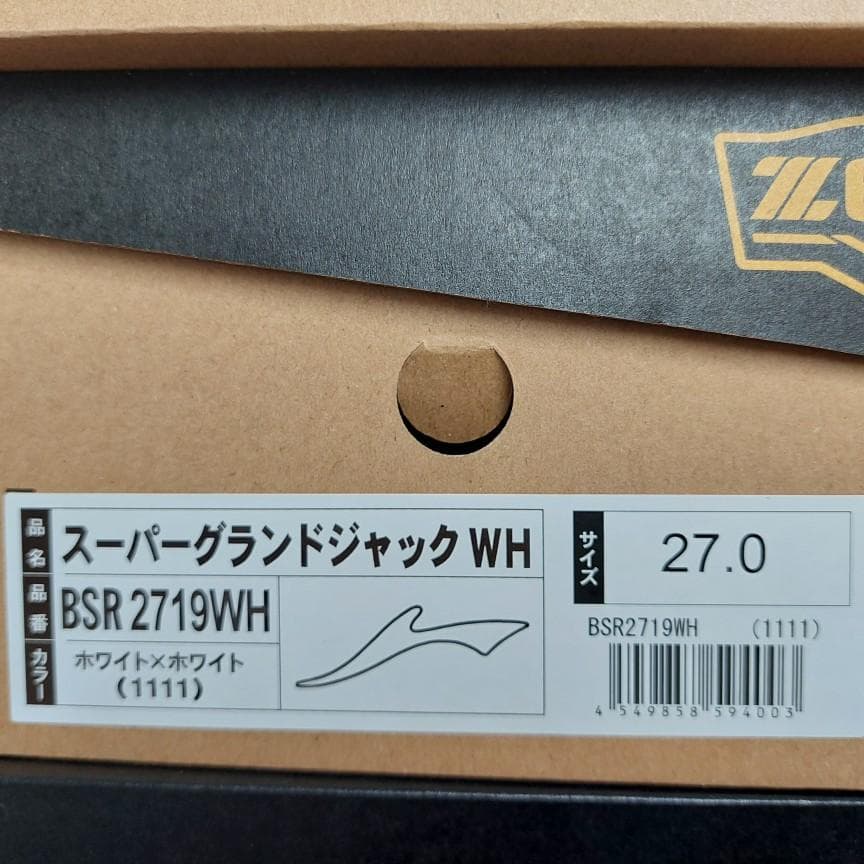 品名
スーパーグランドジャック WH
品番
BSR 2719WH
カラー
ホワイト×ホワイト
(1111)
サイズ
27.0
BSR2719WH (1111)
4 549858 594003